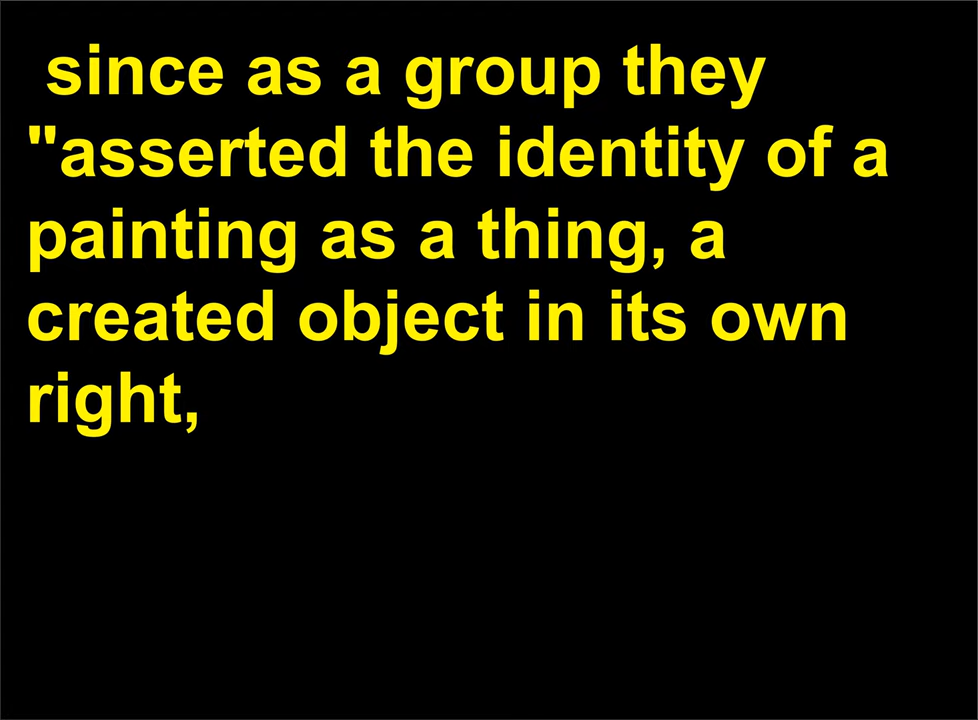 since as a group they
"asserted the identity of a
painting as a thing, a
created object in its own
right,